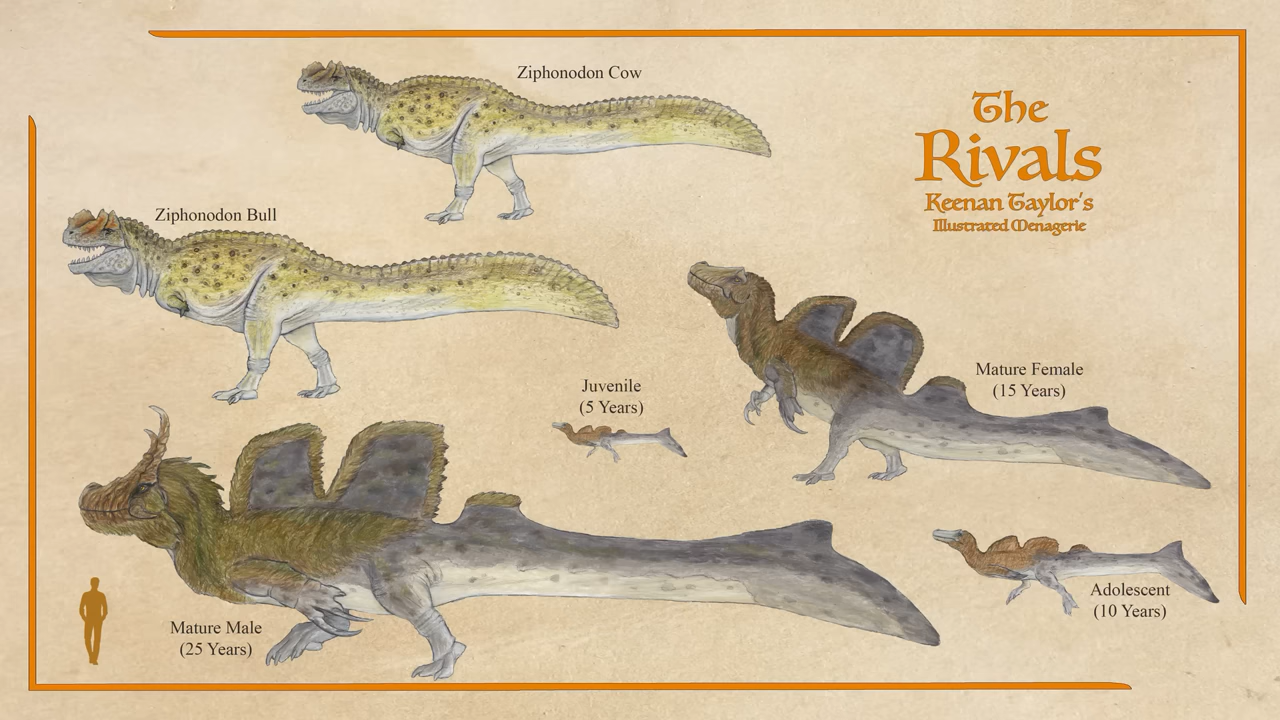 Ziphonodon Cow
The
Rivals
Keenan Taylor's
Illustrated Menagerie
Ziphonodon Bull
Mature Female
(15 Years)
Juvenile
(5 Years)
Adolescent
(10 Years)
Mature Male
(25 Years)